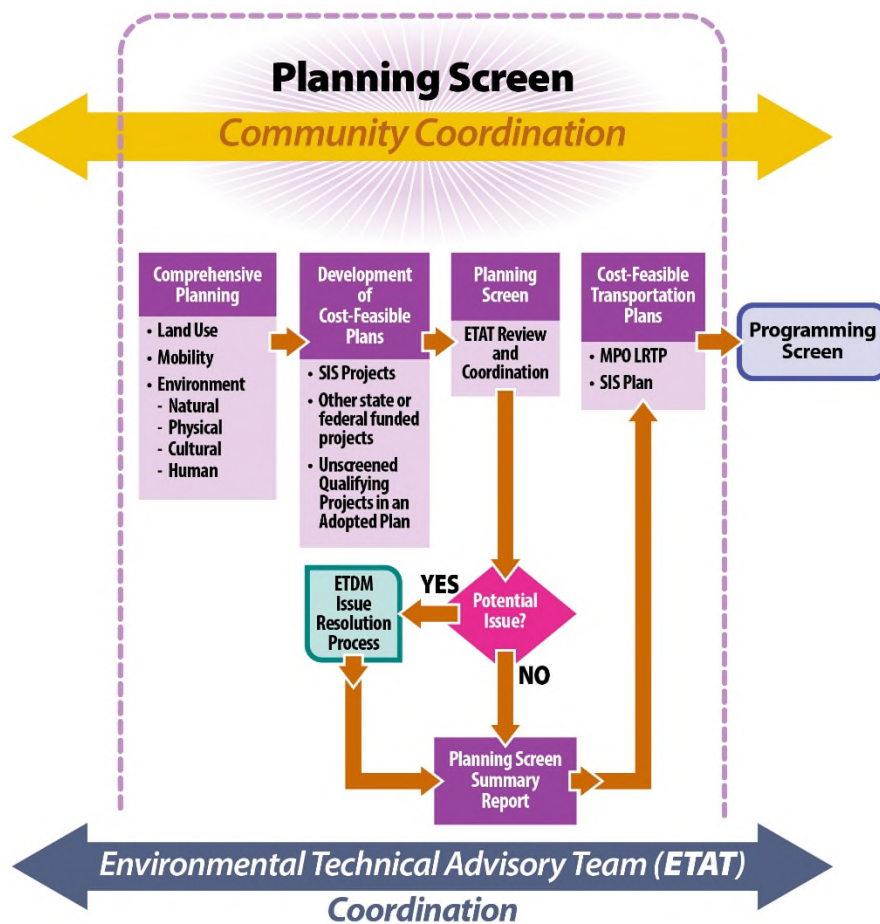 Planning Screen
Community Coordination
Comprehensive
Planning
• Land Use
• Mobility
• Environment
- Natural
- Physical
- Cultural
- Human
Development
of
Cost-Feasible
Plans
• SIS Projects
• Other state or
federal funded
projects
• Unscreened
Qualifying
Projects in an
Adopted Plan
Planning
Screen
ETAT Review
and
Coordination
Cost-Feasible
Transportation
Plans
• MPO LRTP
• SIS Plan
Programming
Screen
Potential
Issue?
YES
ETDM
Issue
Resolution
Process
NO
Planning Screen
Summary
Report
Environmental Technical Advisory Team (ETAT)
Coordination